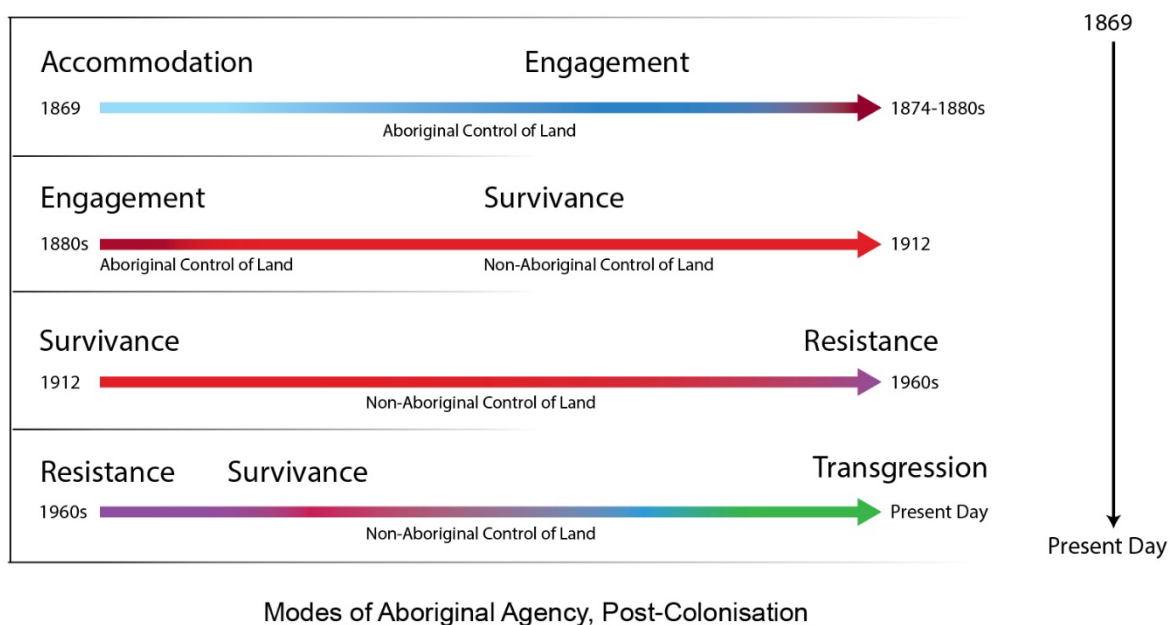 Accommodation Engagement
1869 1874-1880s
Aboriginal Control of Land
Engagement Survivance
1880s 1912
Aboriginal Control of Land Non-Aboriginal Control of Land
Survivance Resistance
1912 1960s
Non-Aboriginal Control of Land
Resistance Survivance Transgression
1960s Present Day
Non-Aboriginal Control of Land
1869
Present Day
Modes of Aboriginal Agency, Post-Colonisation